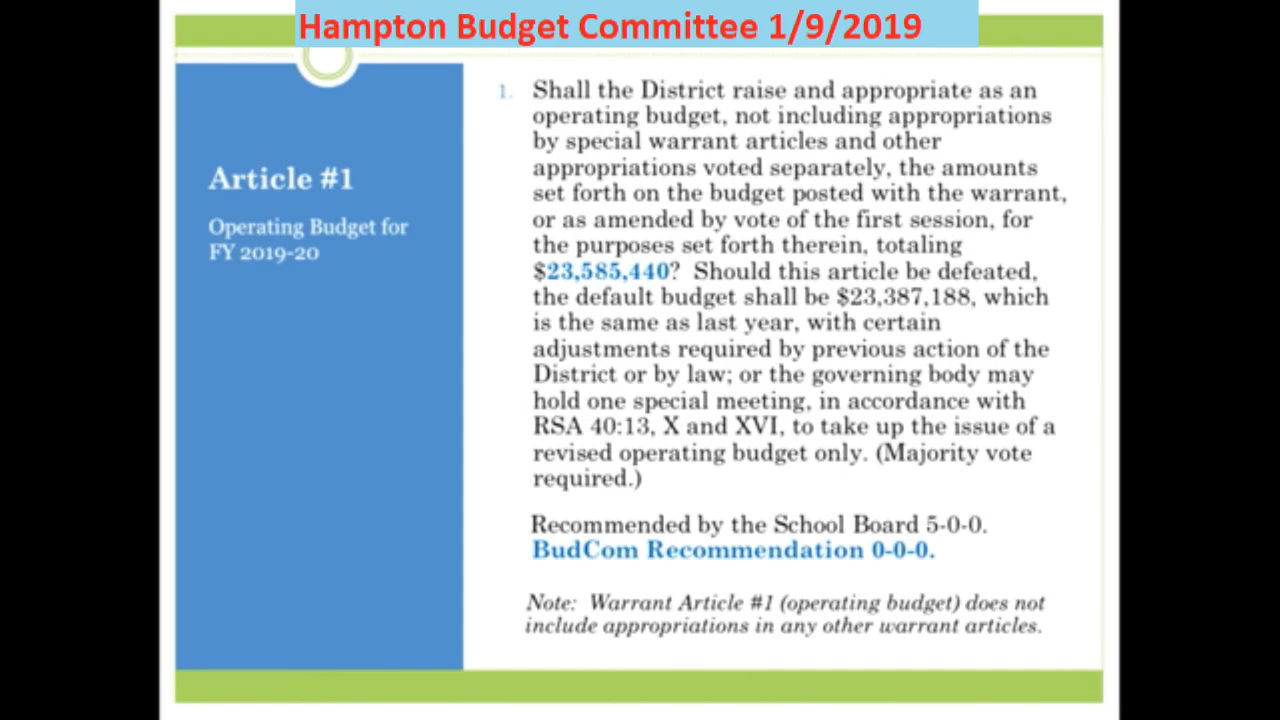 Hampton Budget Committee 1/9/2019
Article #1
Operating Budget for
FY 2019-20
1. Shall the District raise and appropriate as an
operating budget, not including appropriations
by special warrant articles and other
appropriations voted separately, the amounts
set forth on the budget posted with the warrant,
or as amended by vote of the first session, for
the purposes set forth therein, totaling
$23,585,440? Should this article be defeated,
the default budget shall be $23,387,188, which
is the same as last year, with certain
adjustments required by previous action of the
District or by law; or the governing body may
hold one special meeting, in accordance with
RSA 40:13, X and XVI, to take up the issue of a
revised operating budget only. (Majority vote
required.)
Recommended by the School Board 5-0-0.
BudCom Recommendation 0-0-0.
Note: Warrant Article #1 (operating budget) does not
include appropriations in any other warrant articles.